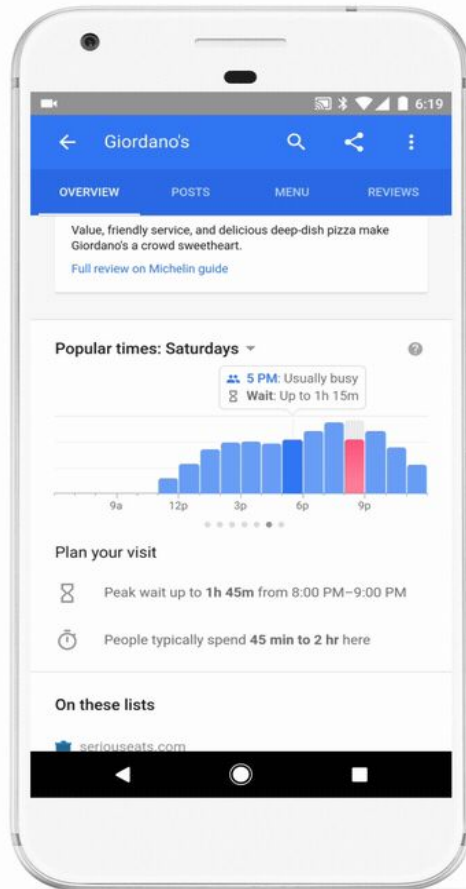 6:19
Giordano's
OVERVIEW POSTS MENU REVIEWS
Value, friendly service, and delicious deep-dish pizza make
Giordano's a crowd sweetheart.
Full review on Michelin guide
Popular times: Saturdays
5 PM: Usually busy
Wait: Up to 1h 15m
9a 12p 3p 6p 9p
Plan your visit
Peak wait up to 1h 45m from 8:00 PM–9:00 PM
People typically spend 45 min to 2 hr here
On these lists
seriouseats.com